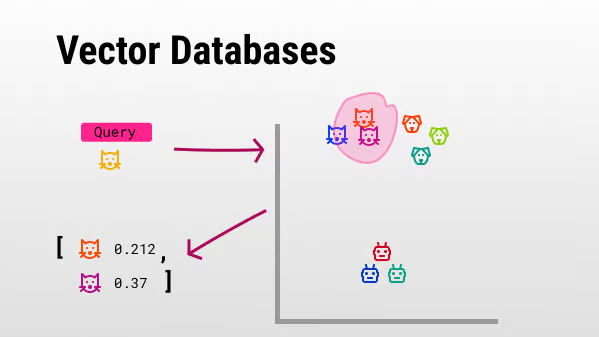 Vector Databases
Query
[ 0.212 ,
0.37 ]